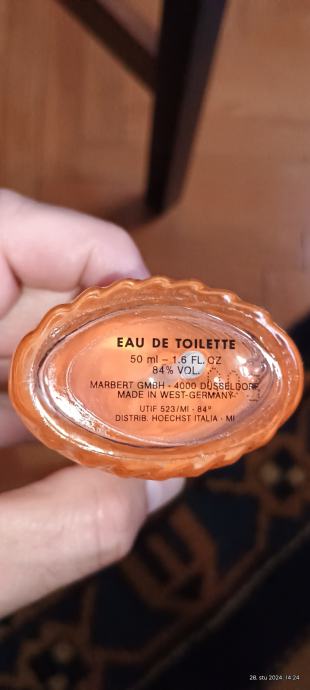 EAU DE TOILETTE
50 ml – 1.6 FL. OZ
84% VOL.
MARBERT GMBH - 4000 DÜSSELDORF
MADE IN WEST-GERMANY
UTIF 523/MI - 84°
DISTRIB. HOECHST ITALIA - MI
28. stu 2024. 14:24